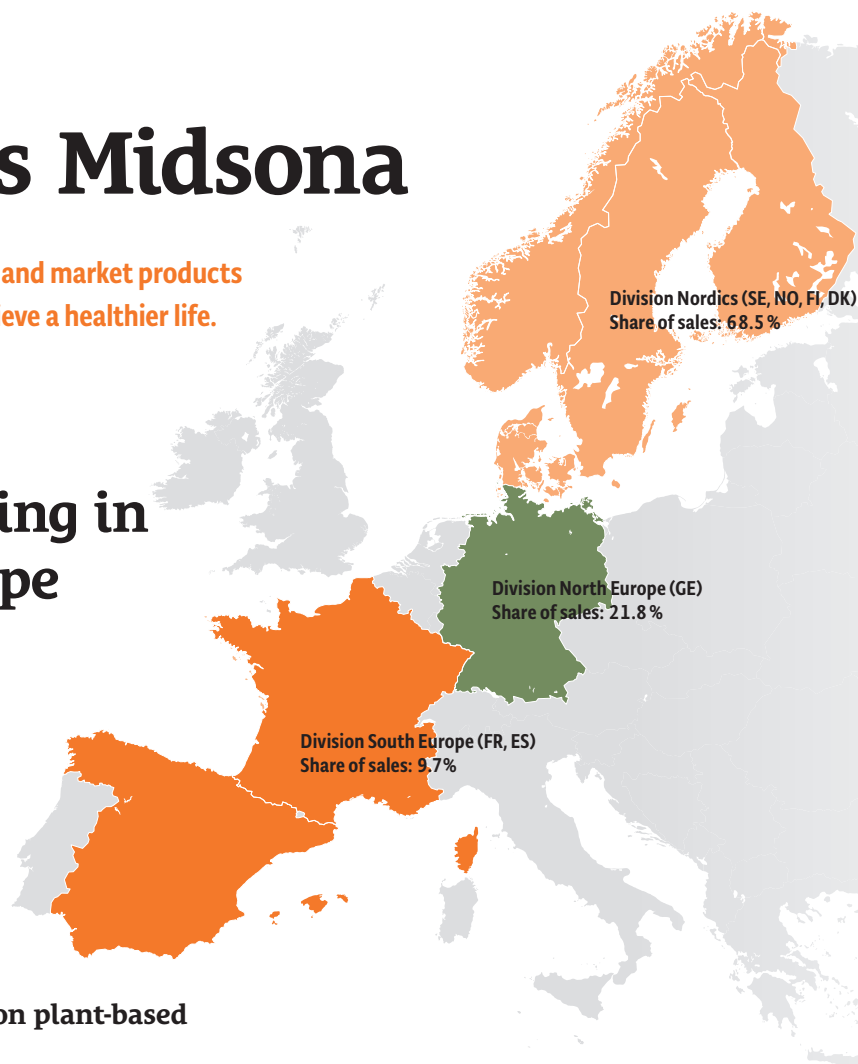 s Midsona
and market products
eve a healthier life.
Division Nordics (SE, NO, FI, DK)
Share of sales: 68.5 %
ing in
pe
Division North Europe (GE)
Share of sales: 21.8 %
Division South Europe (FR, ES)
Share of sales: 9.7%
on plant-based